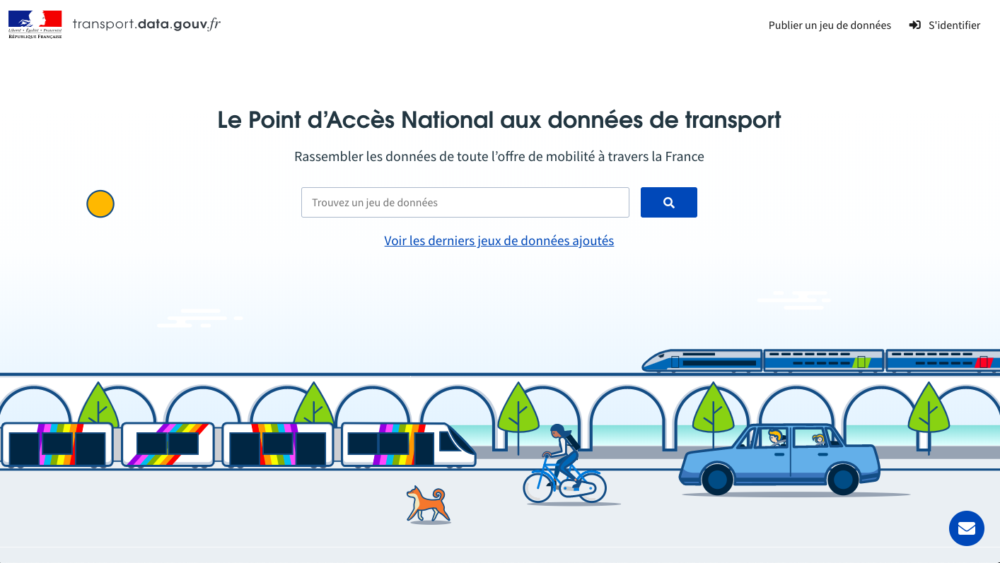 Liberté • Égalité • Fraternité
RÉPUBLIQUE FRANÇAISE
transport.data.gouv.fr
Publier un jeu de données
S'identifier
Le Point d’Accès National aux données de transport
Rassembler les données de toute l’offre de mobilité à travers la France
Trouvez un jeu de données
Voir les derniers jeux de données ajoutés